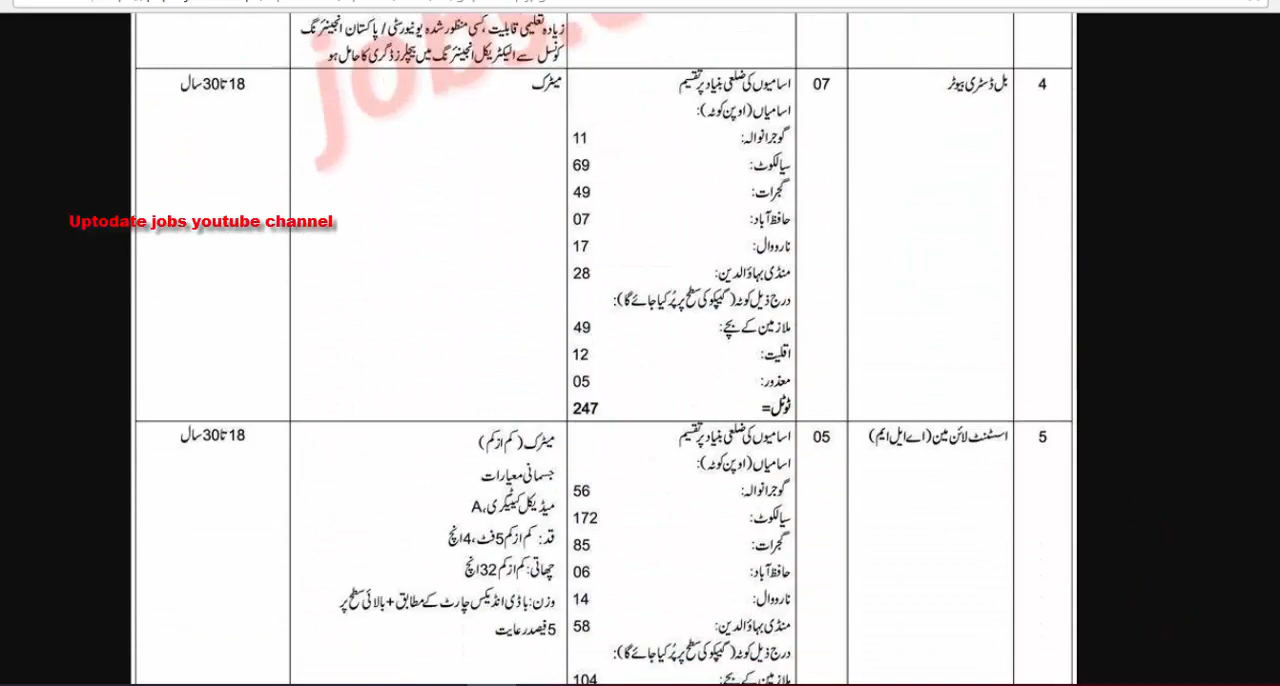 jobs.
زیادہ تعلیمی قابلیت، کسی منظور شدہ یونیورسٹی / پاکستان انجینئرنگ
کونسل سے الیکٹریکل انجینئرنگ میں بیچلرز ڈگری کا حامل ہو
4
بل ڈسٹری بیوٹر
07
اسامیوں کی ضلعی بنیاد پر تقسیم
اسامیاں (اوپن کوٹہ):
گوجرانوالہ: 11
سیالکوٹ: 69
گجرات: 49
حافظ آباد: 07
نارووال: 17
منڈی بہاؤالدین: 28
درج ذیل کوٹہ (گیپکو کی سطح پر پُر کیا جائے گا):
ملازمین کے بچے: 49
اقلیت: 12
معذور: 05
ٹوٹل= 247
میٹرک
18 تا 30 سال
Uptodate jobs youtube channel
5
اسسٹنٹ لائن مین (اے ایل ایم)
05
اسامیوں کی ضلعی بنیاد پر تقسیم
اسامیاں (اوپن کوٹہ):
گوجرانوالہ: 56
سیالکوٹ: 172
گجرات: 85
حافظ آباد: 06
نارووال: 14
منڈی بہاؤالدین: 58
درج ذیل کوٹہ (گیپکو کی سطح پر پُر کیا جائے گا):
ملازمین کے بچے: 104
میٹرک (کم از کم)
جسمانی معیارات
میڈیکل کیٹیگری A،
قد: کم از کم 5 فٹ، 4 انچ
چھاتی: کم از کم 32 انچ
وزن: باڈی انڈیکس چارٹ کے مطابق + بالائی سطح پر
5 فیصد رعایت
18 تا 30 سال